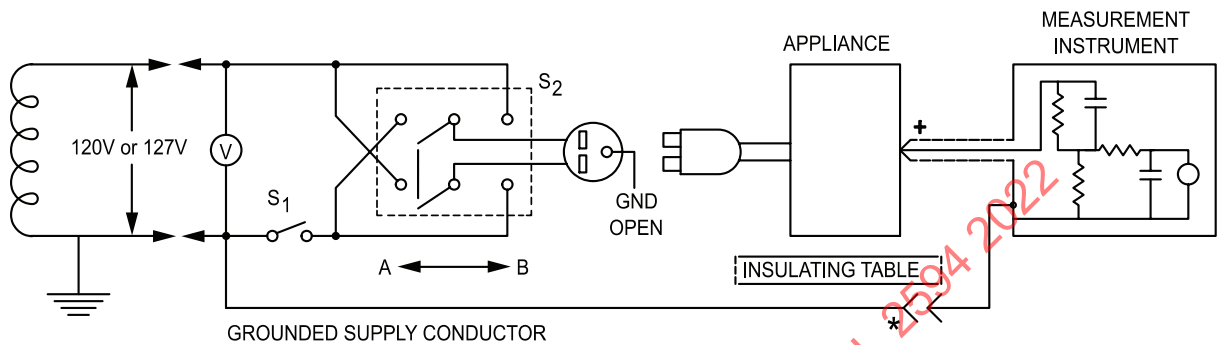 MEASUREMENT
INSTRUMENT
APPLIANCE
S2
120V or 127V
V
+
S1
GND
OPEN
A
B
INSULATING TABLE
2594 2022
*
GROUNDED SUPPLY CONDUCTOR